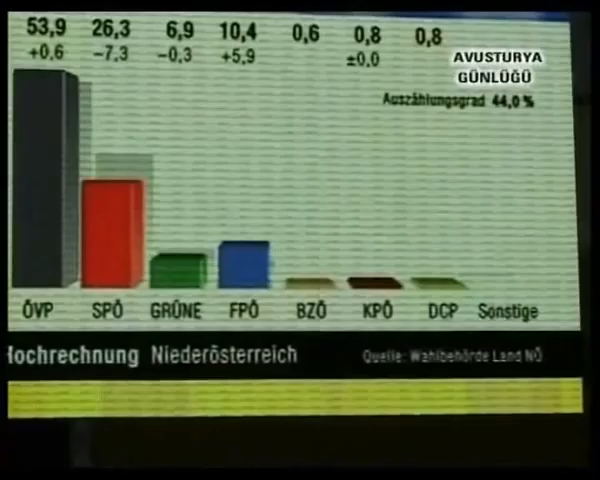 53,9 26,3 6,9 10,4 0,6 0,8 0,8
+0,6 −7,3 −0,3 +5,9 ±0,0
AVUSTURYA
GÜNLÜĞÜ
Auszählungsgrad 44,0 %
ÖVP SPÖ GRÜNE FPÖ BZÖ KPÖ DCP Sonstige
Hochrechnung Niederösterreich Quelle: Wahlbehörde Land NÖ